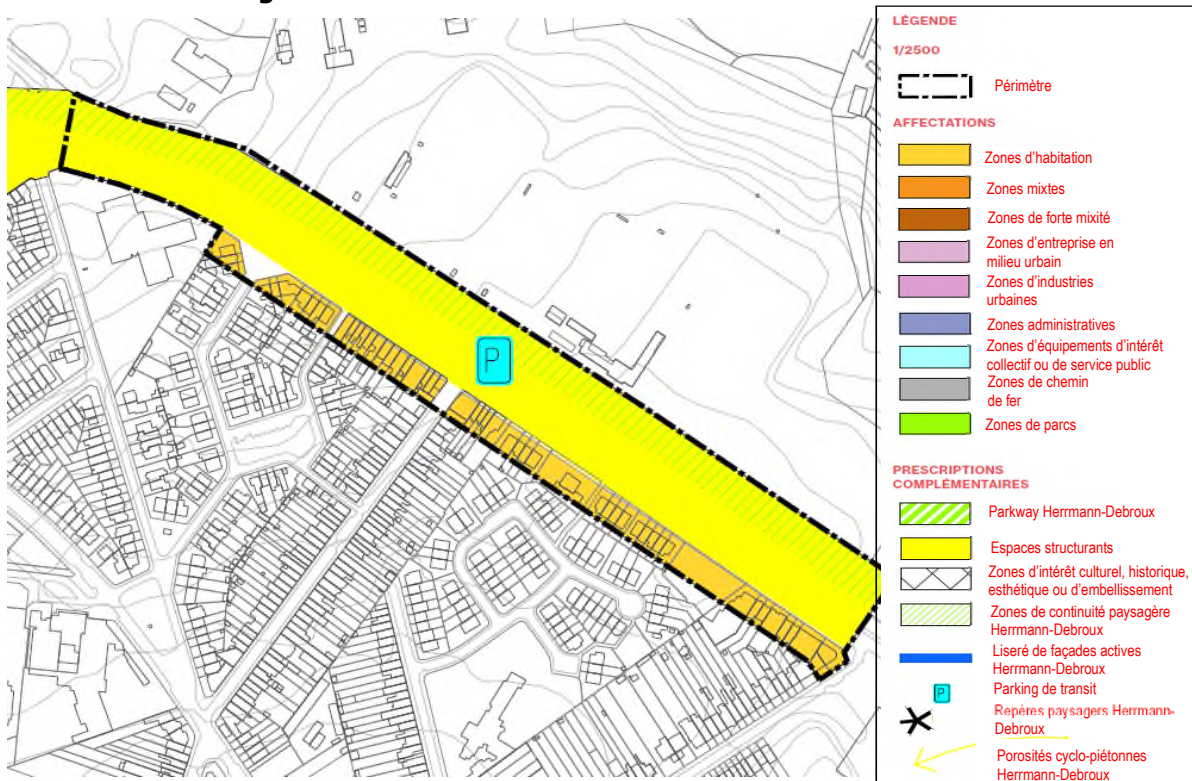 P
LÉGENDE
1/2500
Périmètre
AFFECTATIONS
Zones d'habitation
Zones mixtes
Zones de forte mixité
Zones d'entreprise en
milieu urbain
Zones d'industries
urbaines
Zones administratives
Zones d'équipements d'intérêt
collectif ou de service public
Zones de chemin
de fer
Zones de parcs
PRESCRIPTIONS
COMPLÉMENTAIRES
Parkway Herrmann-Debroux
Espaces structurants
Zones d'intérêt culturel, historique,
esthétique ou d'embellissement
Zones de continuité paysagère
Herrmann-Debroux
Liseré de façades actives
Herrmann-Debroux
P
Parking de transit
Repères paysagers Herrmann-
Debroux
Porosités cyclo-piétonnes
Herrmann-Debroux